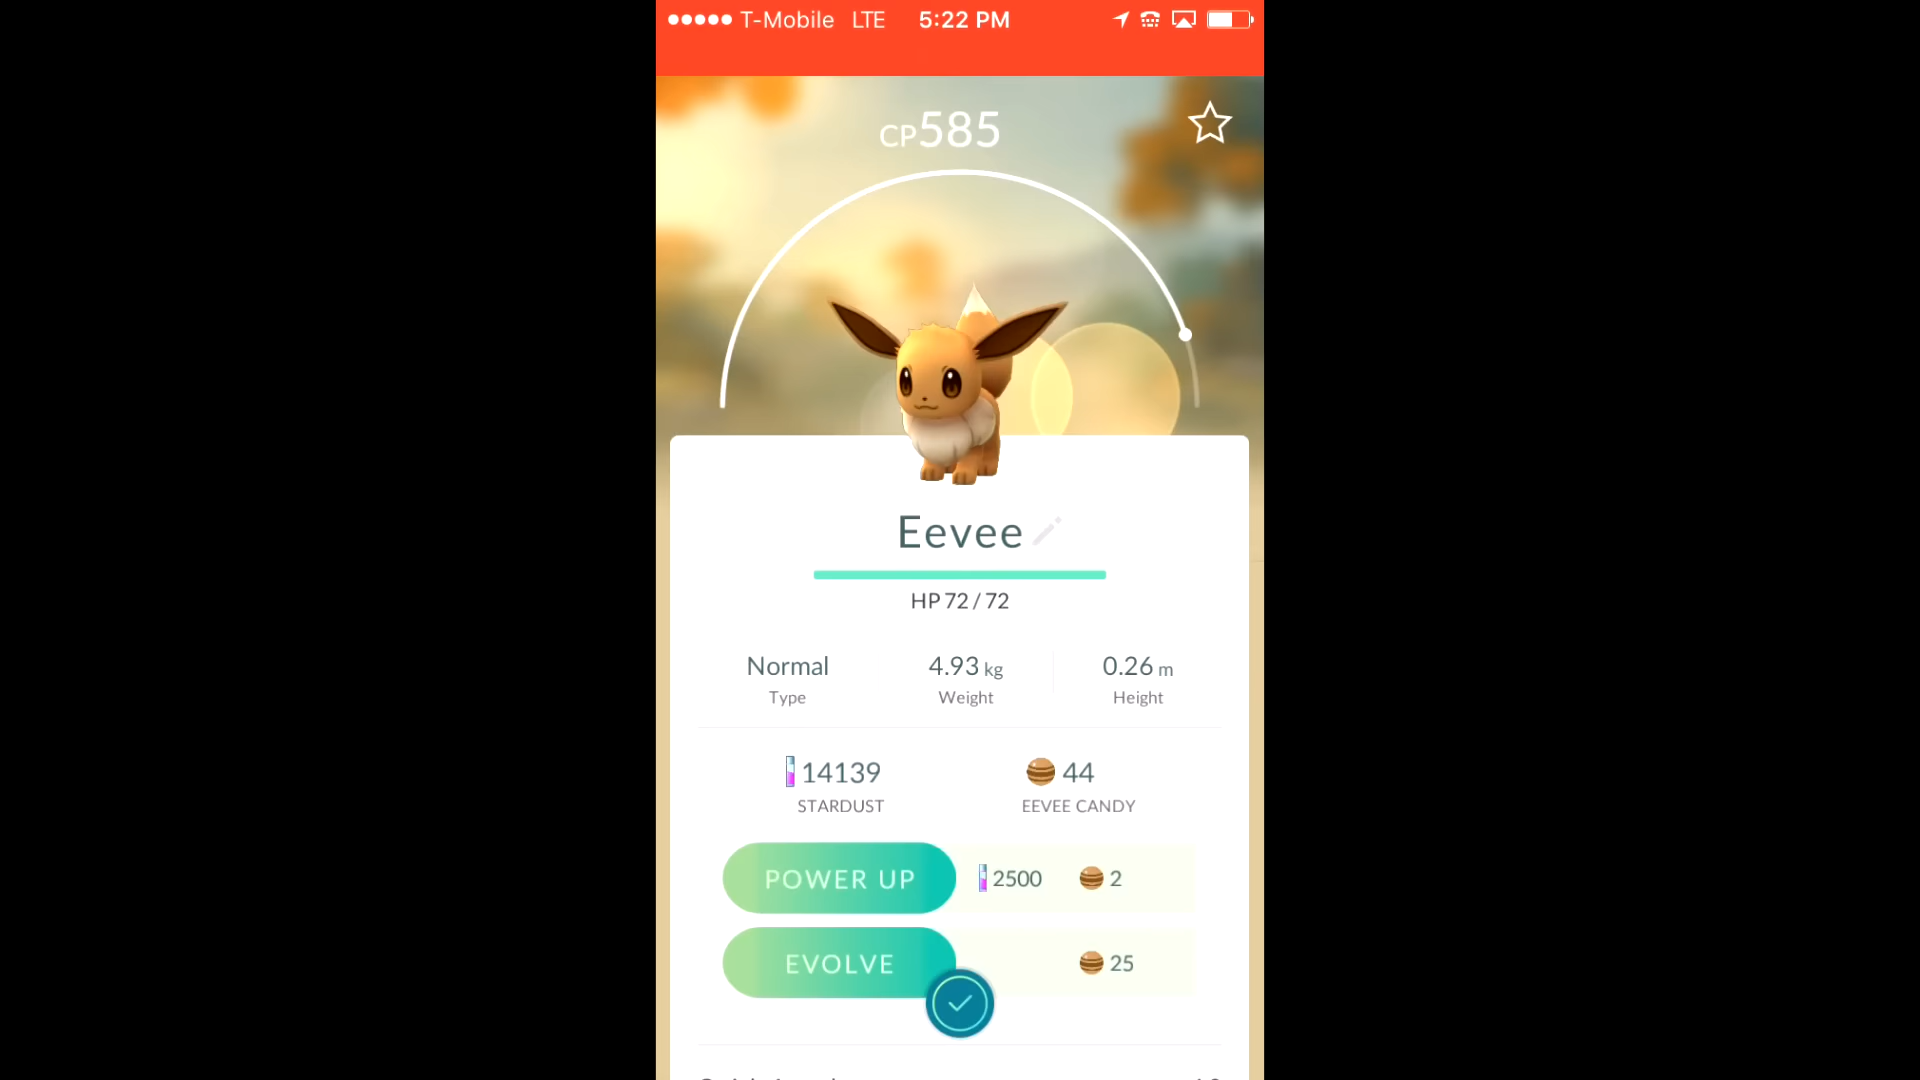 T-Mobile LTE 5:22 PM
CP585
Eevee
HP 72 / 72
Normal 4.93 kg 0.26 m
Type Weight Height
14139 44
STARDUST EEVEE CANDY
POWER UP 2500 2
EVOLVE 25